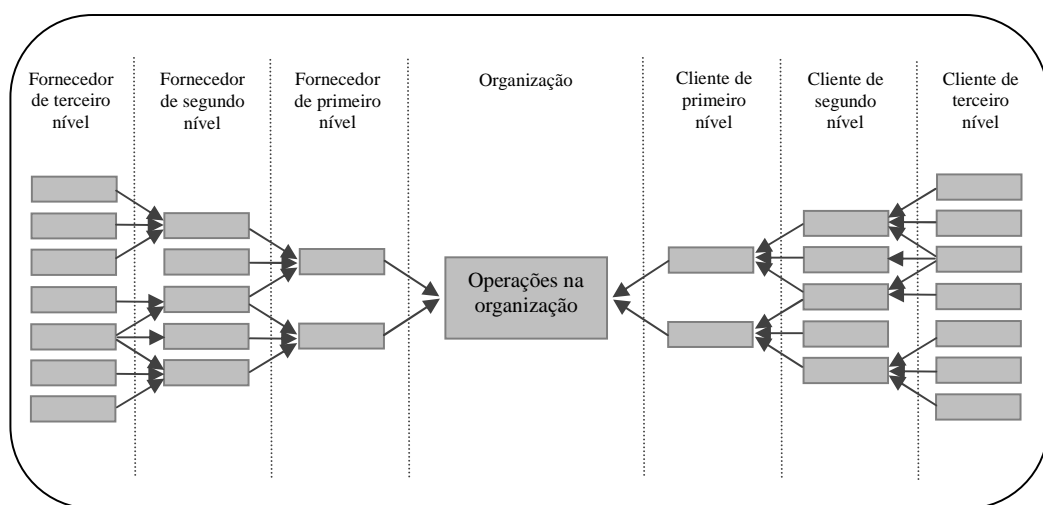 Fornecedor
de terceiro
nível
Fornecedor
de segundo
nível
Fornecedor
de primeiro
nível
Organização
Cliente de
primeiro
nível
Cliente de
segundo
nível
Cliente de
terceiro
nível
Operações na
organização